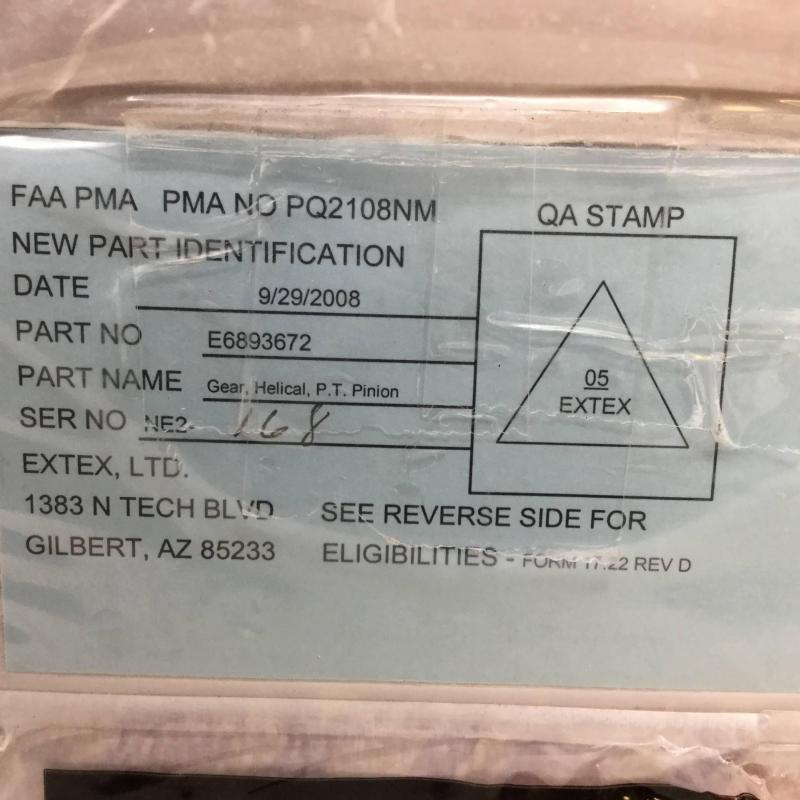 FAA PMA PMA NO PQ2108NM
QA STAMP
NEW PART IDENTIFICATION
DATE 9/29/2008
PART NO E6893672
PART NAME Gear, Helical, P.T. Pinion
SER NO NE2- 168
05
EXTEX
EXTEX, LTD.
1383 N TECH BLVD
GILBERT, AZ 85233
SEE REVERSE SIDE FOR
ELIGIBILITIES - FORM 17.22 REV D